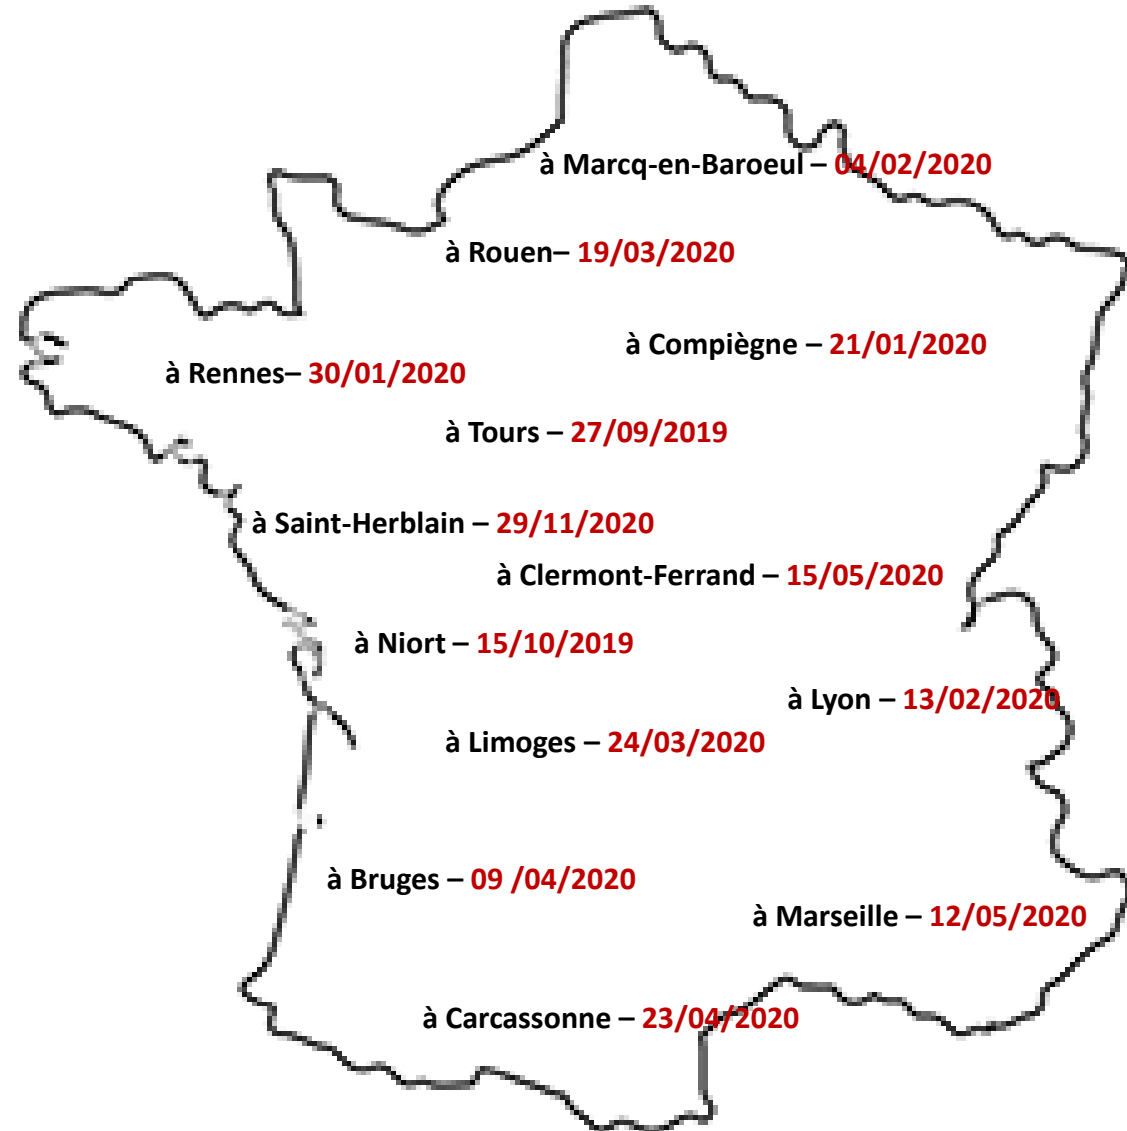 à Marcq-en-Baroeul – 04/02/2020
à Rouen– 19/03/2020
à Compiègne – 21/01/2020
à Rennes– 30/01/2020
à Tours – 27/09/2019
à Saint-Herblain – 29/11/2020
à Clermont-Ferrand – 15/05/2020
à Niort – 15/10/2019
à Lyon – 13/02/2020
à Limoges – 24/03/2020
à Bruges – 09 /04/2020
à Marseille – 12/05/2020
à Carcassonne – 23/04/2020